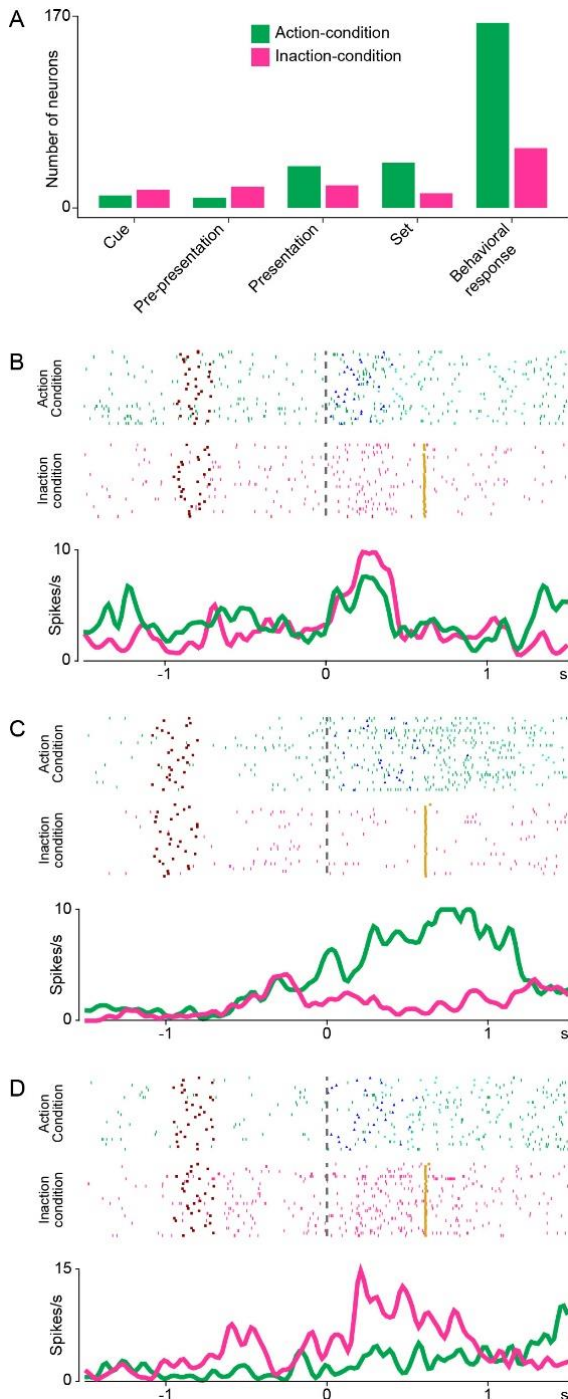 A
170
Number of neurons
0
Action-condition
Inaction-condition
Cue
Pre-presentation
Presentation
Set
Behavioral
response
B
Action
Condition
Inaction
condition
10
Spikes/s
0
-1
0
1
s
C
Action
Condition
Inaction
condition
10
Spikes/s
0
-1
0
1
s
D
Action
Condition
Inaction
condition
15
Spikes/s
0
-1
0
1
s